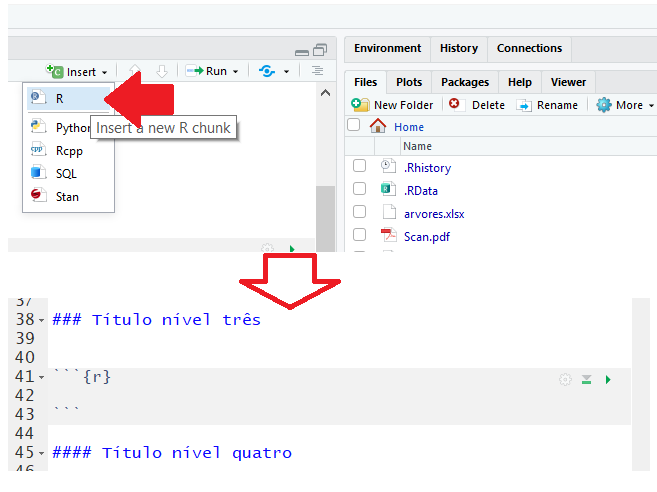 Insert
Run
R
Python
Insert a new R chunk
Rcpp
SQL
Stan
Environment History Connections
Files Plots Packages Help Viewer
New Folder Delete Rename More
Home
Name
.Rhistory
.RData
arvores.xlsx
Scan.pdf
37
38 ### Título nível três
39
40
41 ```{r}
42
43 ```
44
45 #### Título nível quatro
46